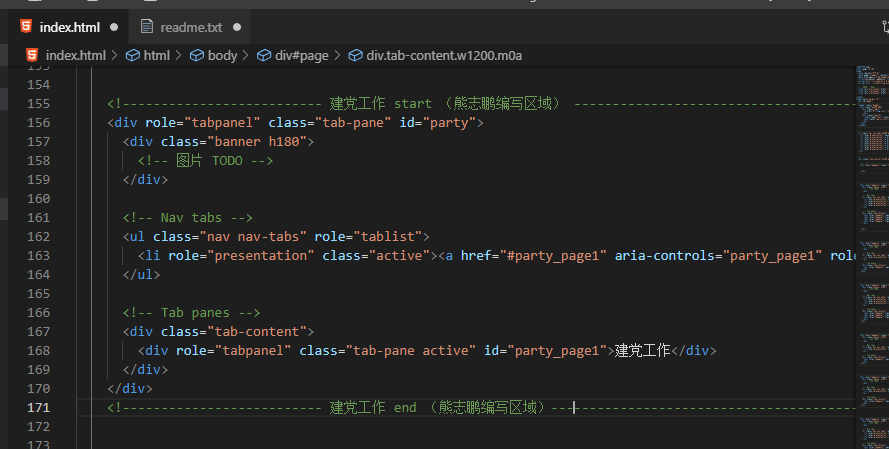 index.html ● readme.txt ●
index.html > html > body > div#page > div.tab-content.w1200.m0a
154
155 <!-------------------------- 建党工作 start （熊志鹏编写区域） -------------------------------------
156 <div role="tabpanel" class="tab-pane" id="party">
157 <div class="banner h180">
158 <!-- 图片 TODO -->
159 </div>
160
161 <!-- Nav tabs -->
162 <ul class="nav nav-tabs" role="tablist">
163 <li role="presentation" class="active"><a href="#party_page1" aria-controls="party_page1" rol
164 </ul>
165
166 <!-- Tab panes -->
167 <div class="tab-content">
168 <div role="tabpanel" class="tab-pane active" id="party_page1">建党工作</div>
169 </div>
170 </div>
171 <!-------------------------- 建党工作 end （熊志鹏编写区域）----------------------------------------
172
173